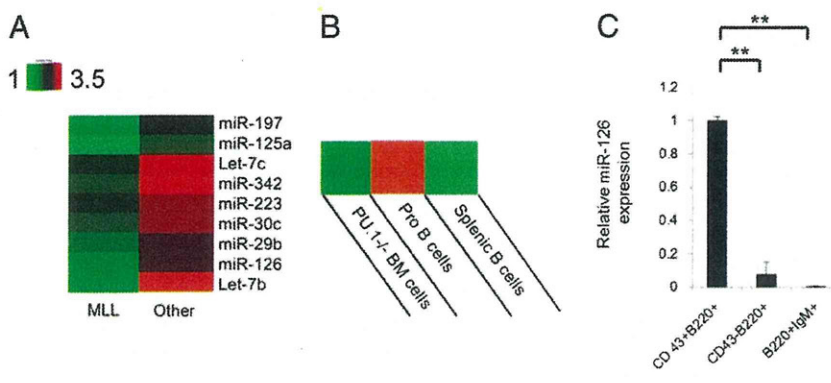 A
1 3.5
miR-197
miR-125a
Let-7c
miR-342
miR-223
miR-30c
miR-29b
miR-126
Let-7b
MLL Other
B
PU.1-/- BM cells
Pro B cells
Splenic B cells
C
**
**
Relative miR-126
expression
1.2
1
0.8
0.6
0.4
0.2
0
CD 43+B220+
CD43-B220+
B220+IgM+